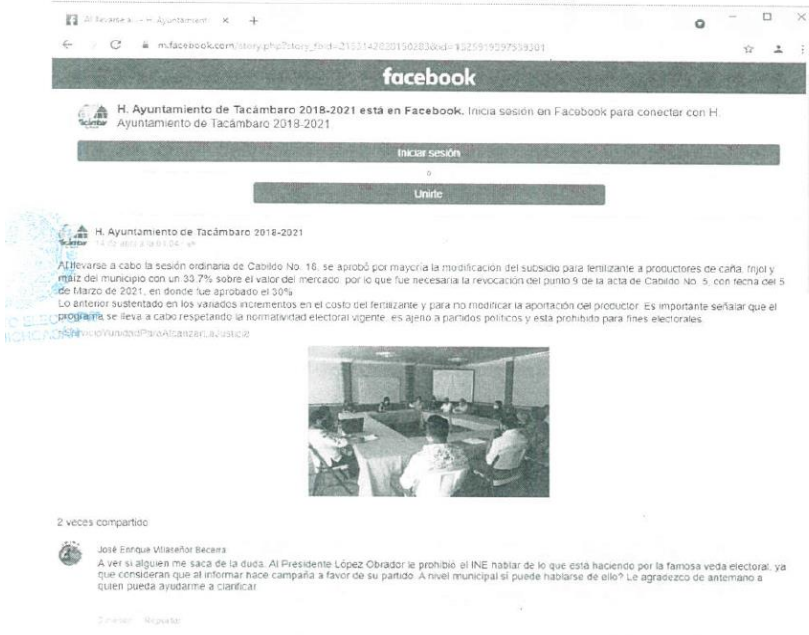 Al llevarse a
H. Ayuntamient
m.facebook.com
facebook
H. Ayuntamiento de Tacámbaro 2018-2021 está en Facebook. Inicia sesión en Facebook para conectar con H.
Ayuntamiento de Tacámbaro 2018-2021
Iniciar sesión
o
Unirte
H. Ayuntamiento de Tacámbaro 2018-2021
Al llevarse a cabo la sesión ordinaria de Cabildo No. 16, se aprobó por mayoría la modificación del subsidio para fertilizante a productores de caña, frijol y
maíz del municipio con un 33.7% sobre el valor del mercado, por lo que fue necesaria la revocación del punto 9 de la acta de Cabildo No. 5, con fecha del 5
de Marzo de 2021, en donde fue aprobado el 30%
Lo anterior sustentado en los variados incrementos en el costo del fertilizante y para no modificar la aportación del productor. Es importante señalar que el
programa se lleva a cabo respetando la normatividad electoral vigente, es ajeno a partidos políticos y está prohibido para fines electorales.
2 veces compartido
José Enrique Villaseñor Becerra
A ver si alguien me saca de la duda. Al Presidente López Obrador le prohibió el INE hablar de lo que está haciendo por la famosa veda electoral, ya
que consideran que al informar hace campaña a favor de su partido. A nivel municipal si puede hablarse de ello? Le agradezco de antemano a
quien pueda ayudarme a clarificar
Reportar